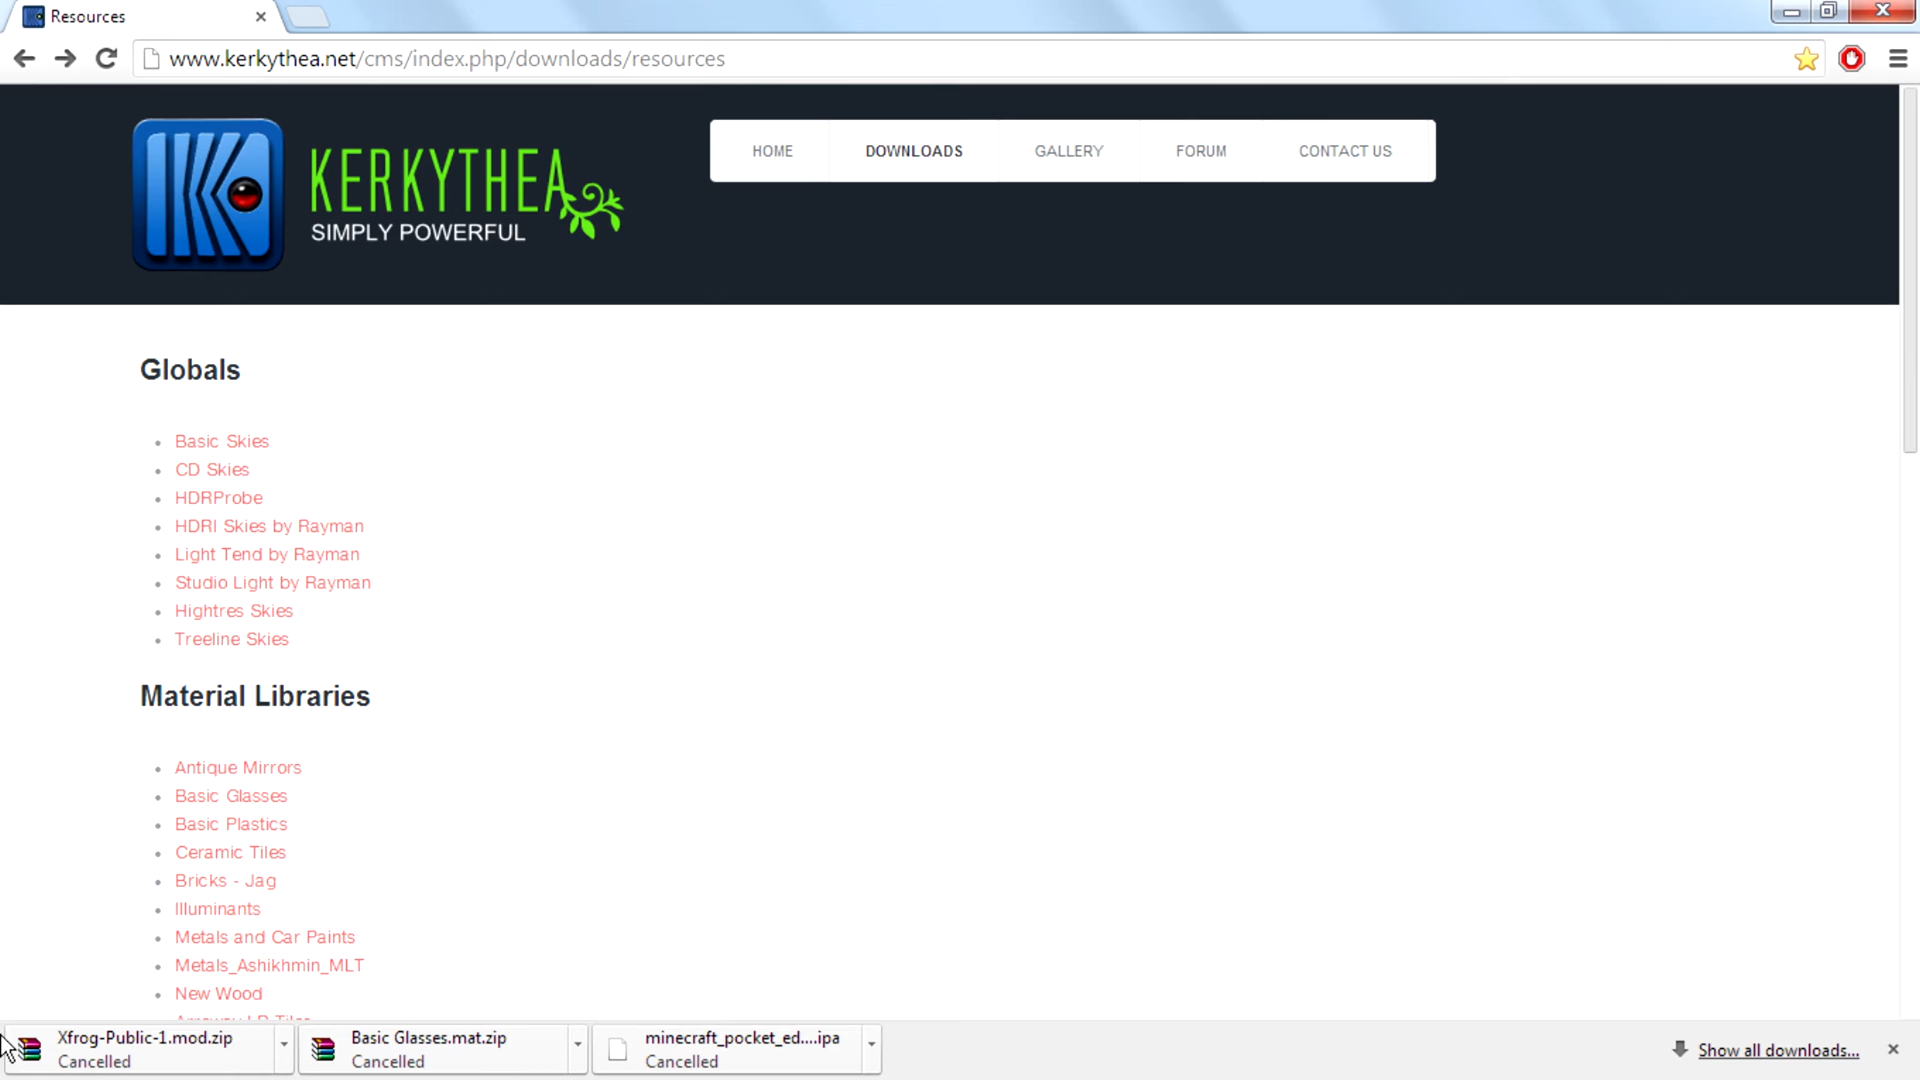 Resources
www.kerkythea.net/cms/index.php/downloads/resources
KERKYTHEA
SIMPLY POWERFUL
HOME DOWNLOADS GALLERY FORUM CONTACT US
Globals
Basic Skies
CD Skies
HDRProbe
HDRI Skies by Rayman
Light Tend by Rayman
Studio Light by Rayman
Hightres Skies
Treeline Skies
Material Libraries
Antique Mirrors
Basic Glasses
Basic Plastics
Ceramic Tiles
Bricks - Jag
Illuminants
Metals and Car Paints
Metals_Ashikhmin_MLT
New Wood
Xfrog-Public-1.mod.zip
Cancelled
Basic Glasses.mat.zip
Cancelled
minecraft_pocket_ed....ipa
Cancelled
Show all downloads...